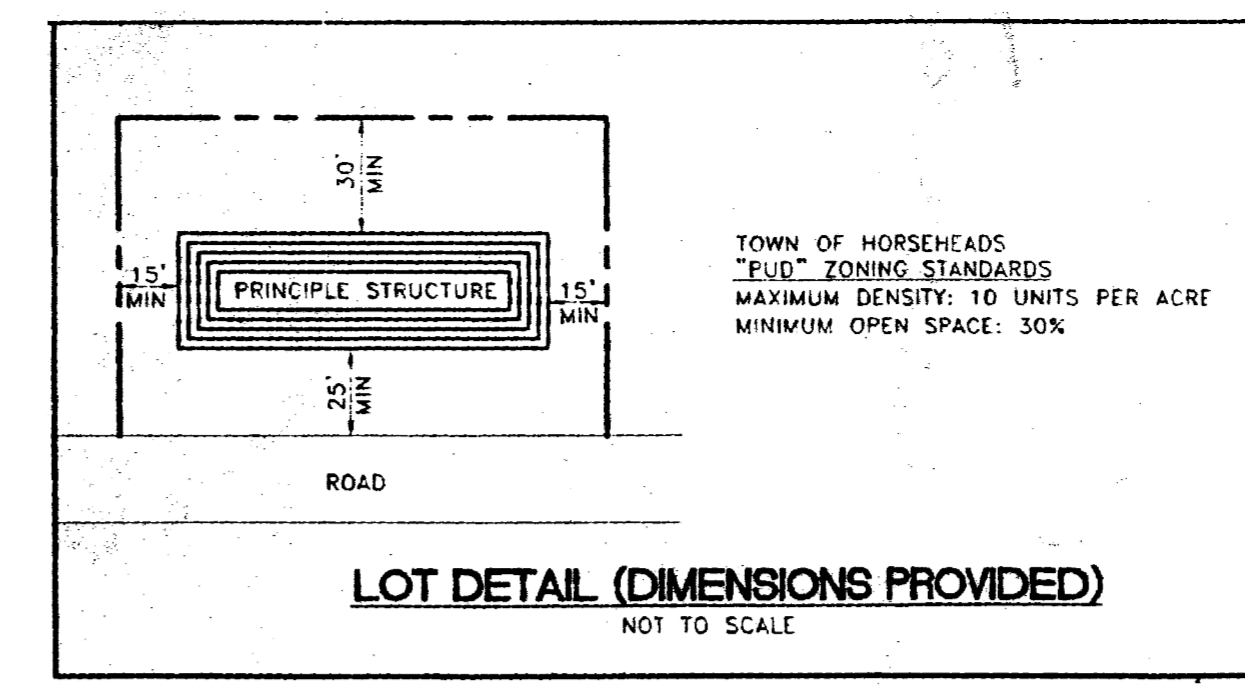 30'
MIN
15'
MIN
PRINCIPLE STRUCTURE
15'
MIN
25'
MIN
ROAD
TOWN OF HORSEHEADS
"PUD" ZONING STANDARDS
MAXIMUM DENSITY: 10 UNITS PER ACRE
MINIMUM OPEN SPACE: 30%
LOT DETAIL (DIMENSIONS PROVIDED)
NOT TO SCALE